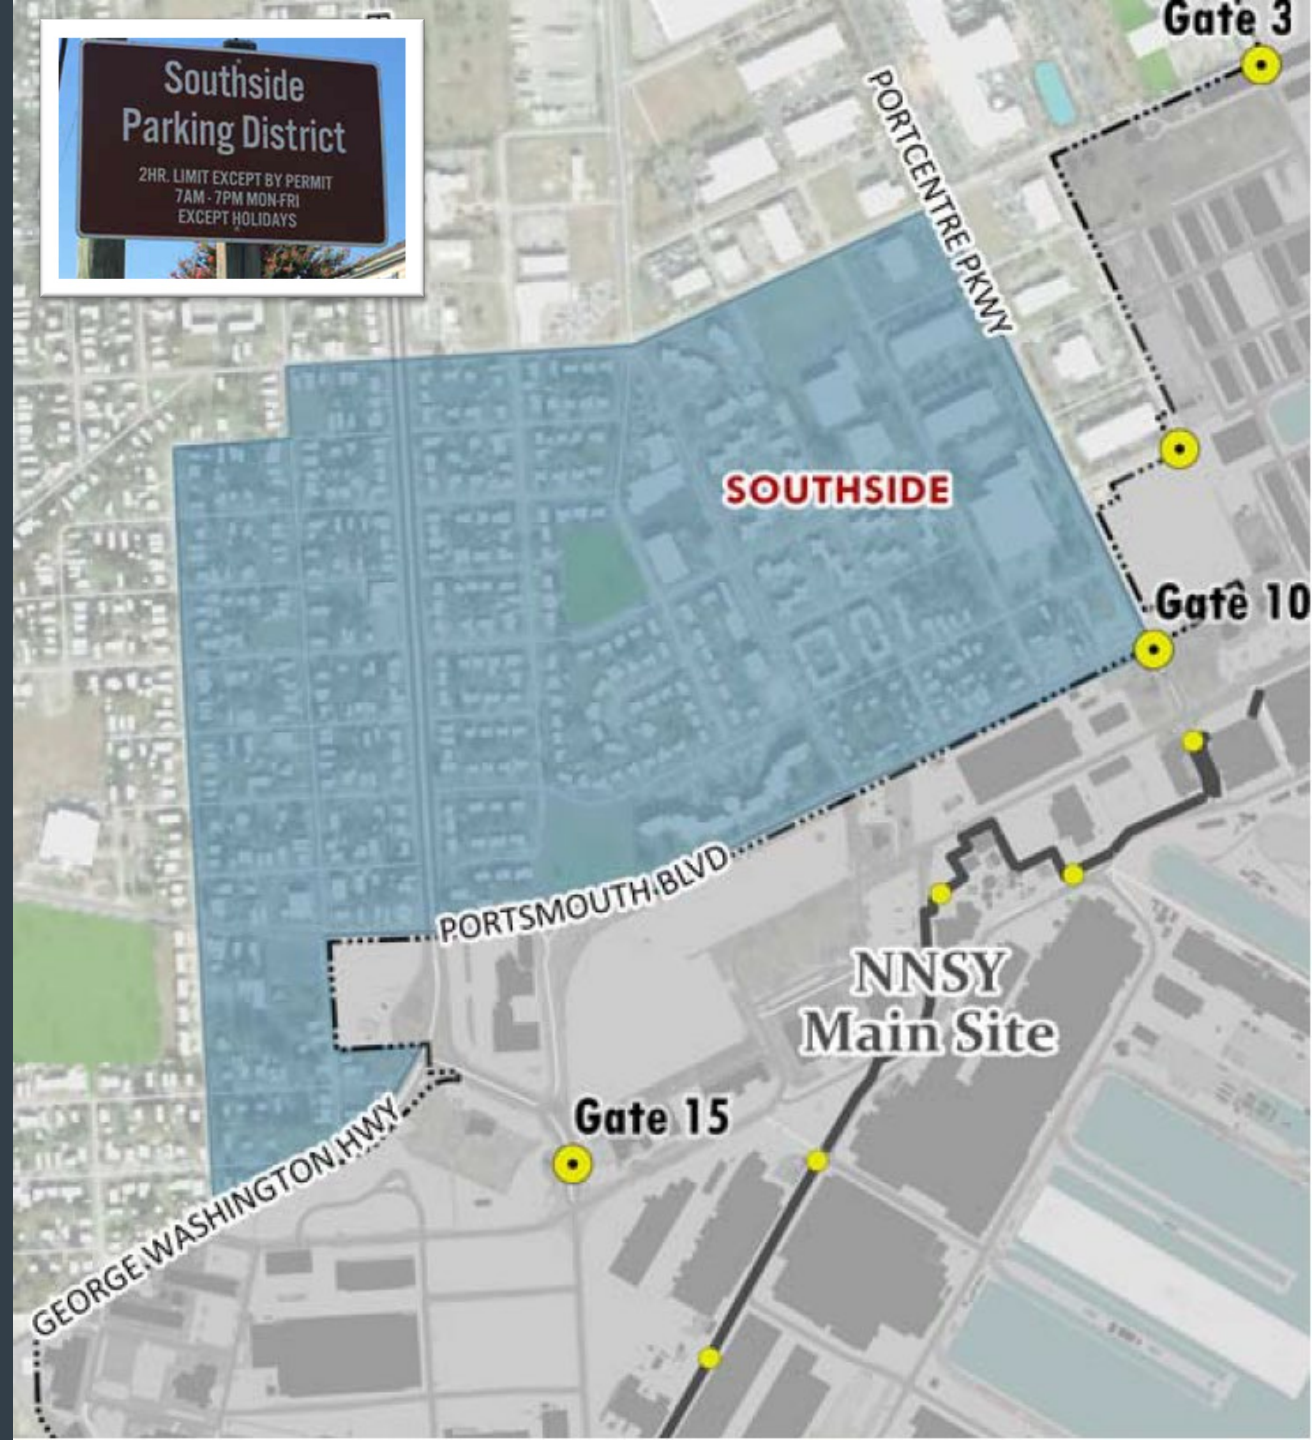 Southside
Parking District
2HR. LIMIT EXCEPT BY PERMIT
7AM - 7PM MON-FRI
EXCEPT HOLIDAYS
Gate 3
PORTCENTRE PKWY
SOUTHSIDE
Gate 10
PORTSMOUTH BLVD
NNSY
Main Site
Gate 15
GEORGE WASHINGTON HWY